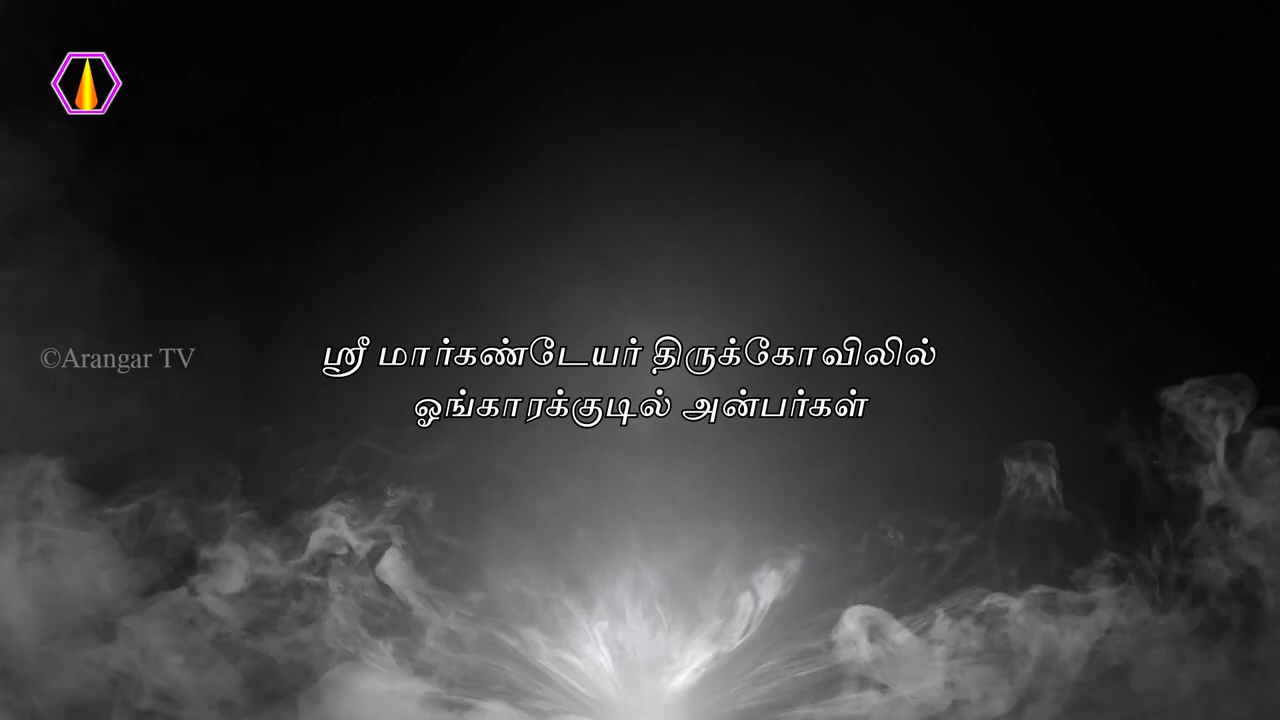 ©Arangar TV
ஸ்ரீ மார்கண்டேயர் திருக்கோவிலில்
ஓங்காரக்குடில் அன்பர்கள்